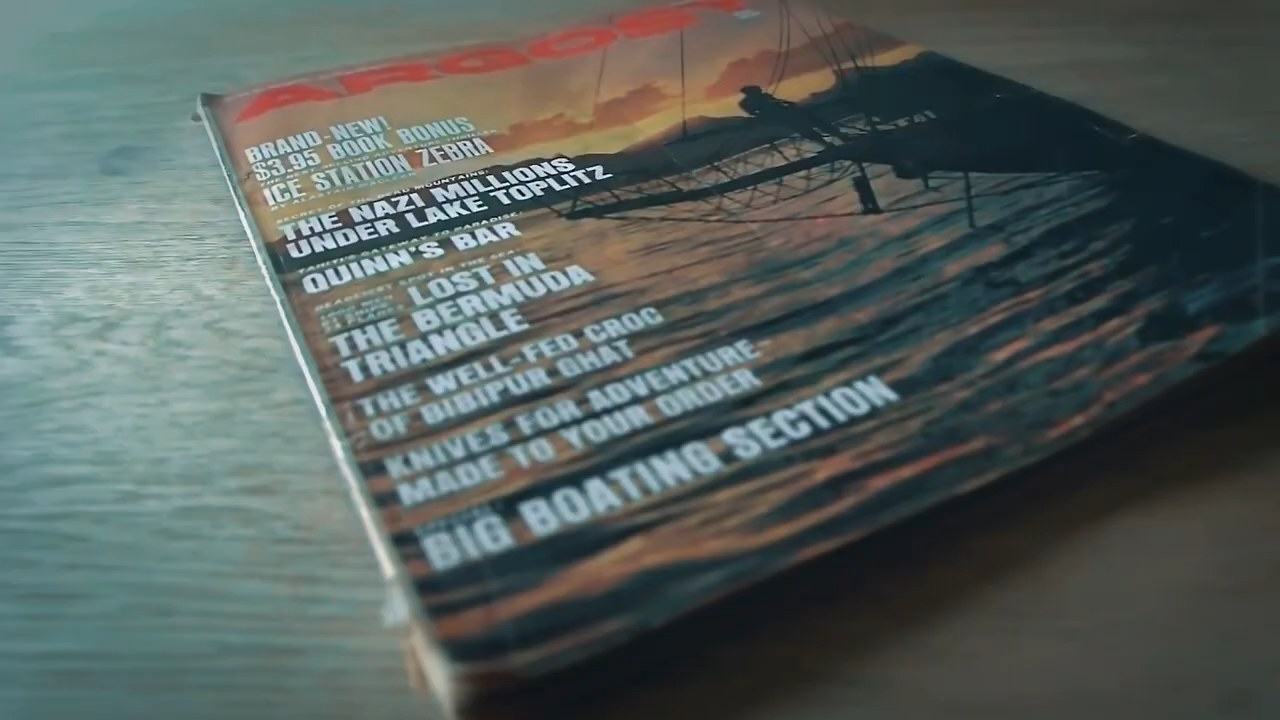 ARGOSY
BRAND-NEW!
$3.95 BOOK BONUS
ICE STATION ZEBRA
THE NAZI MILLIONS
UNDER LAKE TOPLITZ
QUINN'S BAR
LOST IN
THE BERMUDA
TRIANGLE
THE WELL-FED CROC
OF BIBIPUR GHAT
KNIVES FOR ADVENTURE-
MADE TO YOUR ORDER
BIG BOATING SECTION